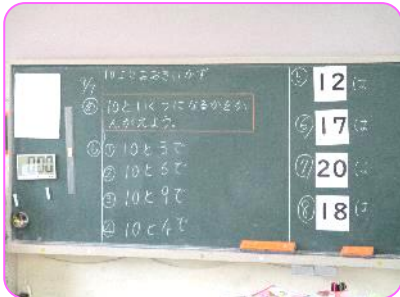 9/9
10よりおおきいかず
め 10といくつになるかをか
んがえよう。
① 10と3で
② 10と6で
③ 10と9で
④ 10と4で
⑤ 12は
⑥ 17は
⑦ 20は
⑧ 18は